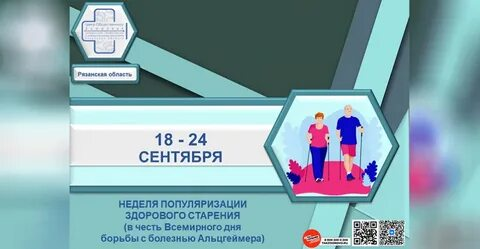 Рязанская область
18 - 24
СЕНТЯБРЯ
НЕДЕЛЯ ПОПУЛЯРИЗАЦИИ
ЗДОРОВОГО СТАРЕНИЯ
(в честь Всемирного дня
борьбы с болезнью Альцгеймера)